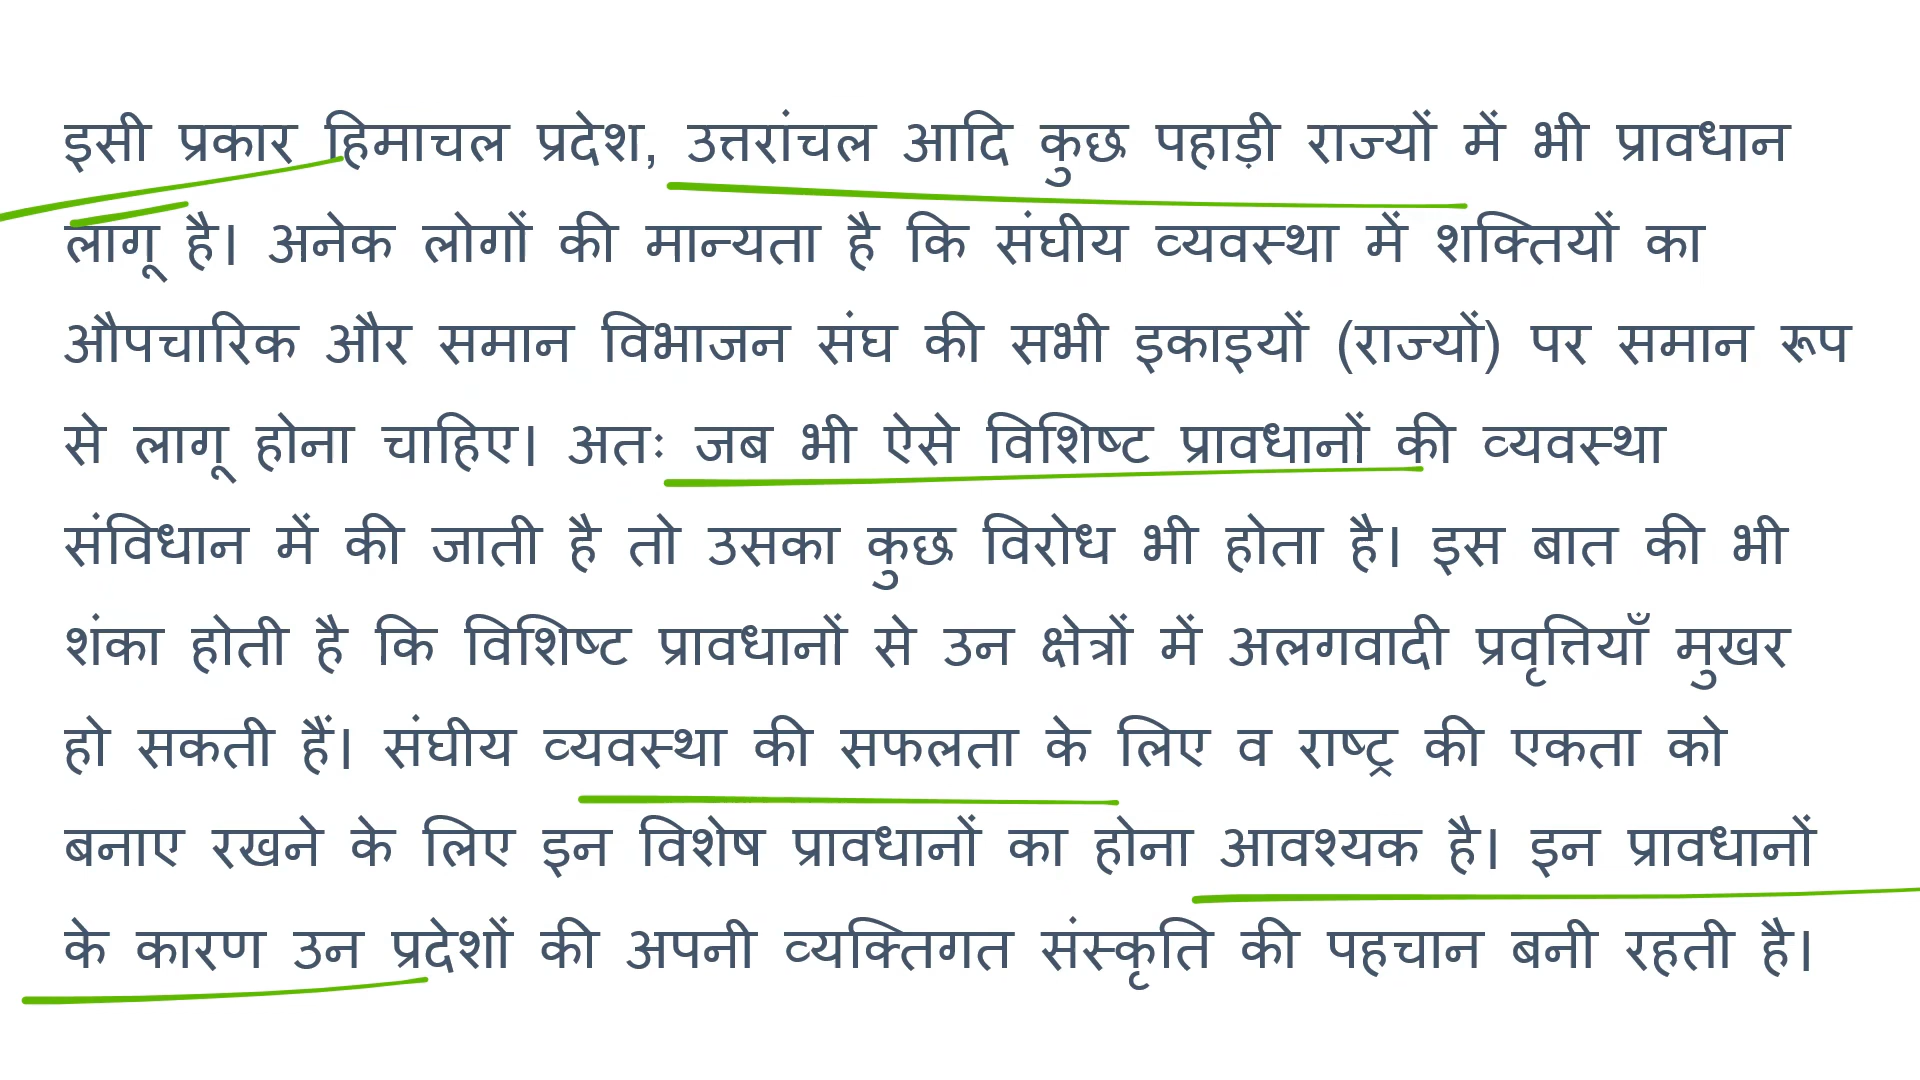 इसी प्रकार हिमाचल प्रदेश, उत्तरांचल आदि कुछ पहाड़ी राज्यों में भी प्रावधान
लागू है। अनेक लोगों की मान्यता है कि संघीय व्यवस्था में शक्तियों का
औपचारिक और समान विभाजन संघ की सभी इकाइयों (राज्यों) पर समान रूप
से लागू होना चाहिए। अतः जब भी ऐसे विशिष्ट प्रावधानों की व्यवस्था
संविधान में की जाती है तो उसका कुछ विरोध भी होता है। इस बात की भी
शंका होती है कि विशिष्ट प्रावधानों से उन क्षेत्रों में अलगवादी प्रवृत्तियाँ मुखर
हो सकती हैं। संघीय व्यवस्था की सफलता के लिए व राष्ट्र की एकता को
बनाए रखने के लिए इन विशेष प्रावधानों का होना आवश्यक है। इन प्रावधानों
के कारण उन प्रदेशों की अपनी व्यक्तिगत संस्कृति की पहचान बनी रहती है।